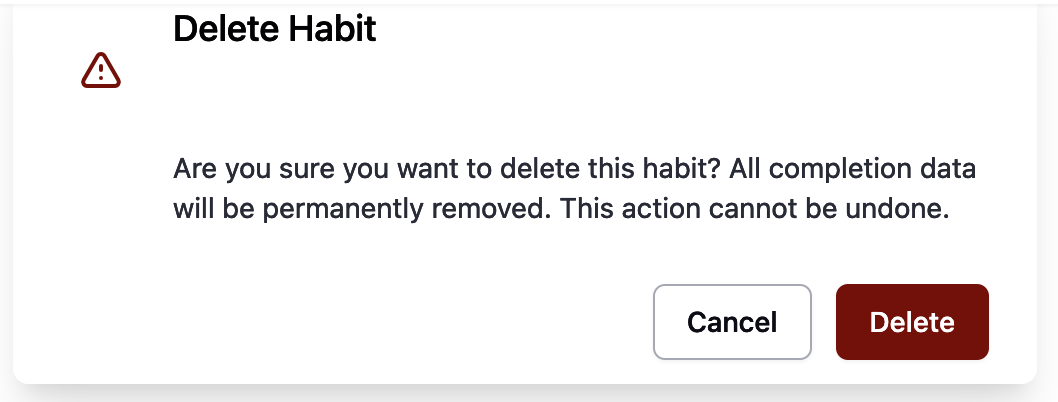 Delete Habit
Are you sure you want to delete this habit? All completion data
will be permanently removed. This action cannot be undone.
Cancel
Delete